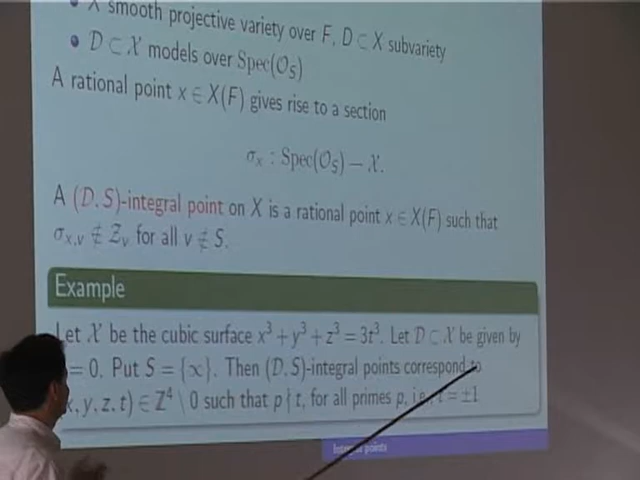 X smooth projective variety over F, D ⊂ X subvariety
• 𝒟 ⊂ 𝒳 models over Spec(𝒪_S)
A rational point x ∈ X(F) gives rise to a section
σ_x : Spec(𝒪_S) − 𝒳.
A (D.S)-integral point on X is a rational point x ∈ X(F) such that
σ_{x,v} ∉ 𝒟_v for all v ∉ S.
Example
Let 𝒳 be the cubic surface x³ + y³ + z³ = 3t³. Let 𝒟 ⊂ 𝒳 be given by
= 0. Put S = {∞}. Then (D.S)-integral points correspond to
, y. z. t) ∈ ℤ⁴ \ 0 such that p ∤ t, for all primes p, i.e., t = ±1
Integral points